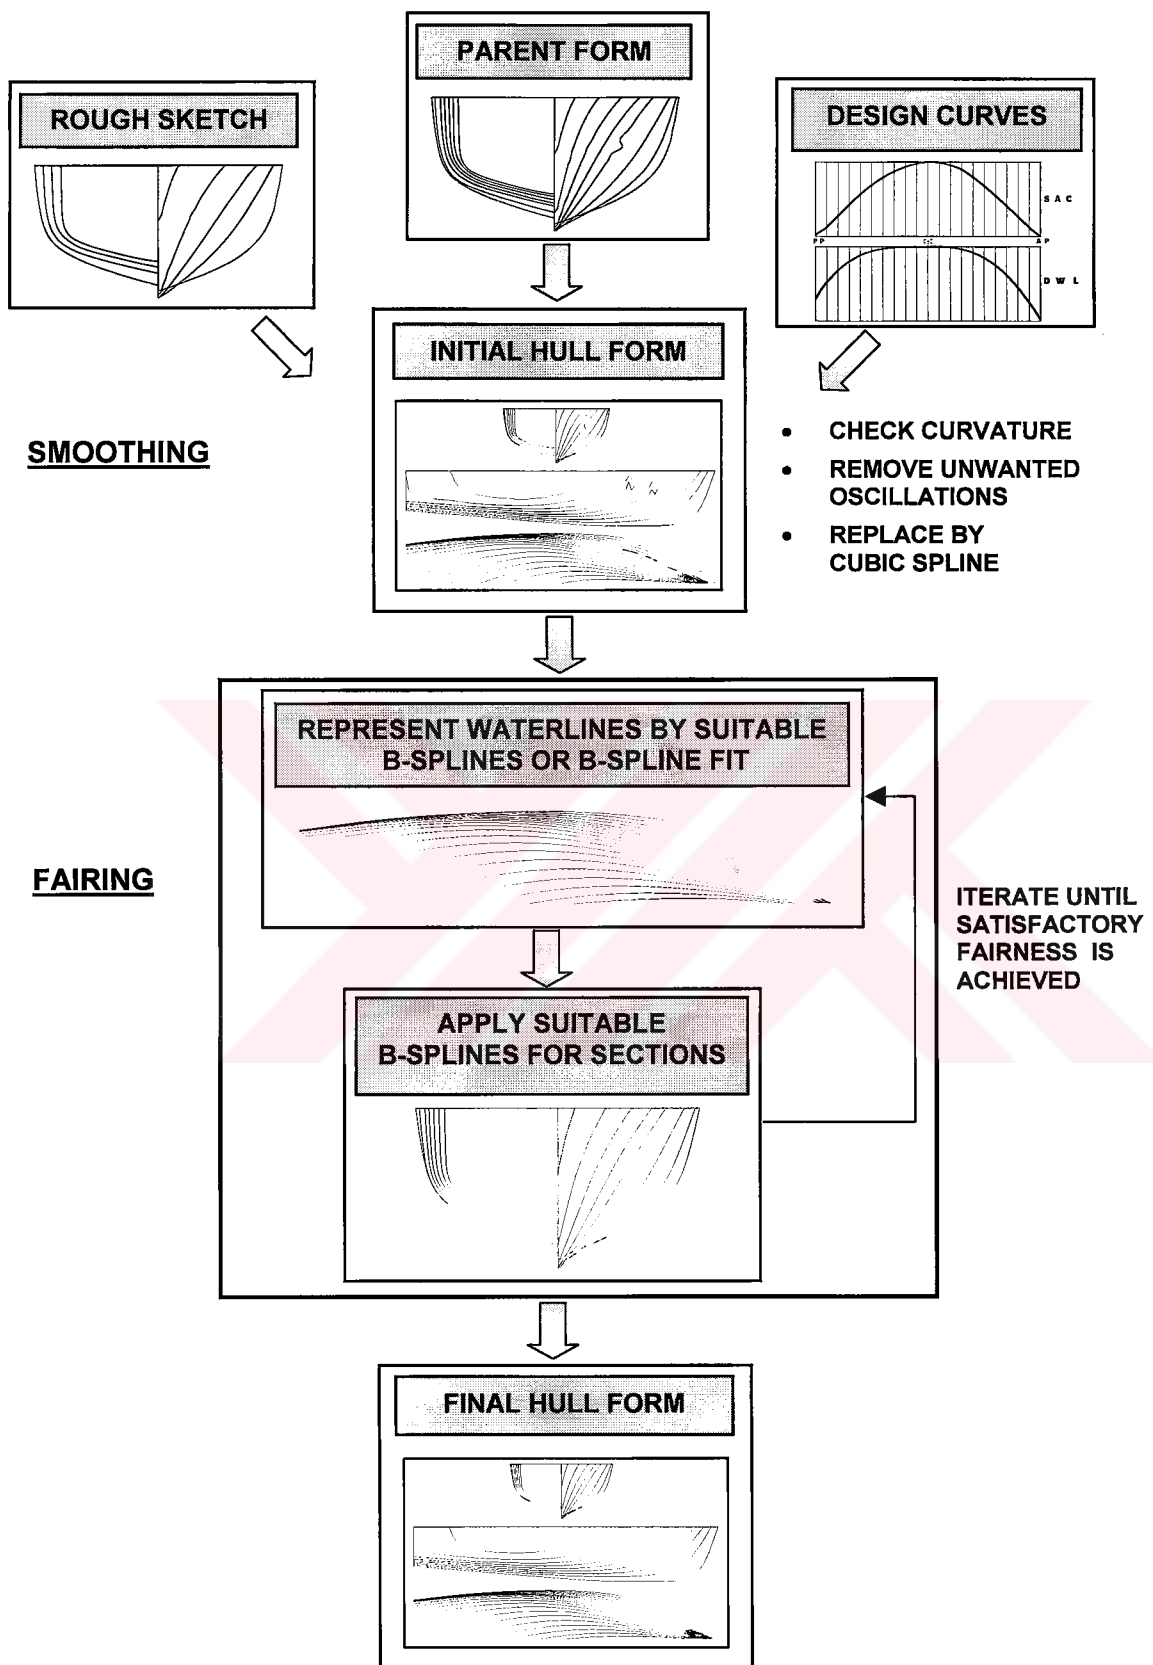 PARENT FORM
ROUGH SKETCH
DESIGN CURVES
S A C
A P
D W L
INITIAL HULL FORM
SMOOTHING
• CHECK CURVATURE
• REMOVE UNWANTED
OSCILLATIONS
• REPLACE BY
CUBIC SPLINE
REPRESENT WATERLINES BY SUITABLE
B-SPLINES OR B-SPLINE FIT
FAIRING
ITERATE UNTIL
SATISFACTORY
FAIRNESS IS
ACHIEVED
APPLY SUITABLE
B-SPLINES FOR SECTIONS
FINAL HULL FORM